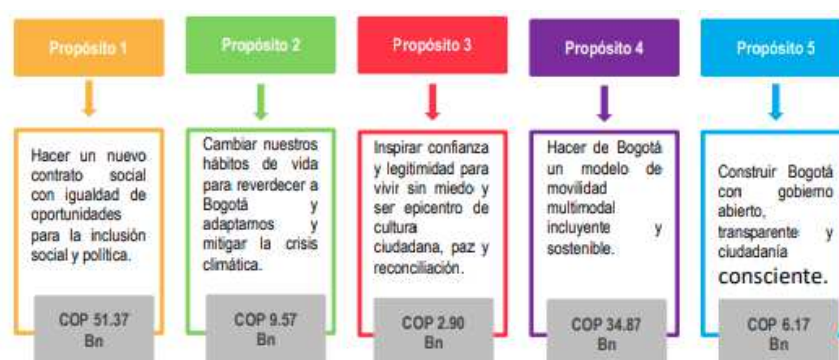 Propósito 1
Hacer un nuevo
contrato social
con igualdad de
oportunidades
para la inclusión
social y política.
COP 51.37
Bn
Propósito 2
Cambiar nuestros
hábitos de vida
para reverdecer a
Bogotá y
adaptarnos y
mitigar la crisis
climática.
COP 9.57
Bn
Propósito 3
Inspirar confianza
y legitimidad para
vivir sin miedo y
ser epicentro de
cultura
ciudadana, paz y
reconciliación.
COP 2.90
Bn
Propósito 4
Hacer de Bogotá
un modelo de
movilidad
multimodal
incluyente y
sostenible.
COP 34.87
Bn
Propósito 5
Construir Bogotá
con gobierno
abierto,
transparente y
ciudadanía
consciente.
COP 6.17
Bn